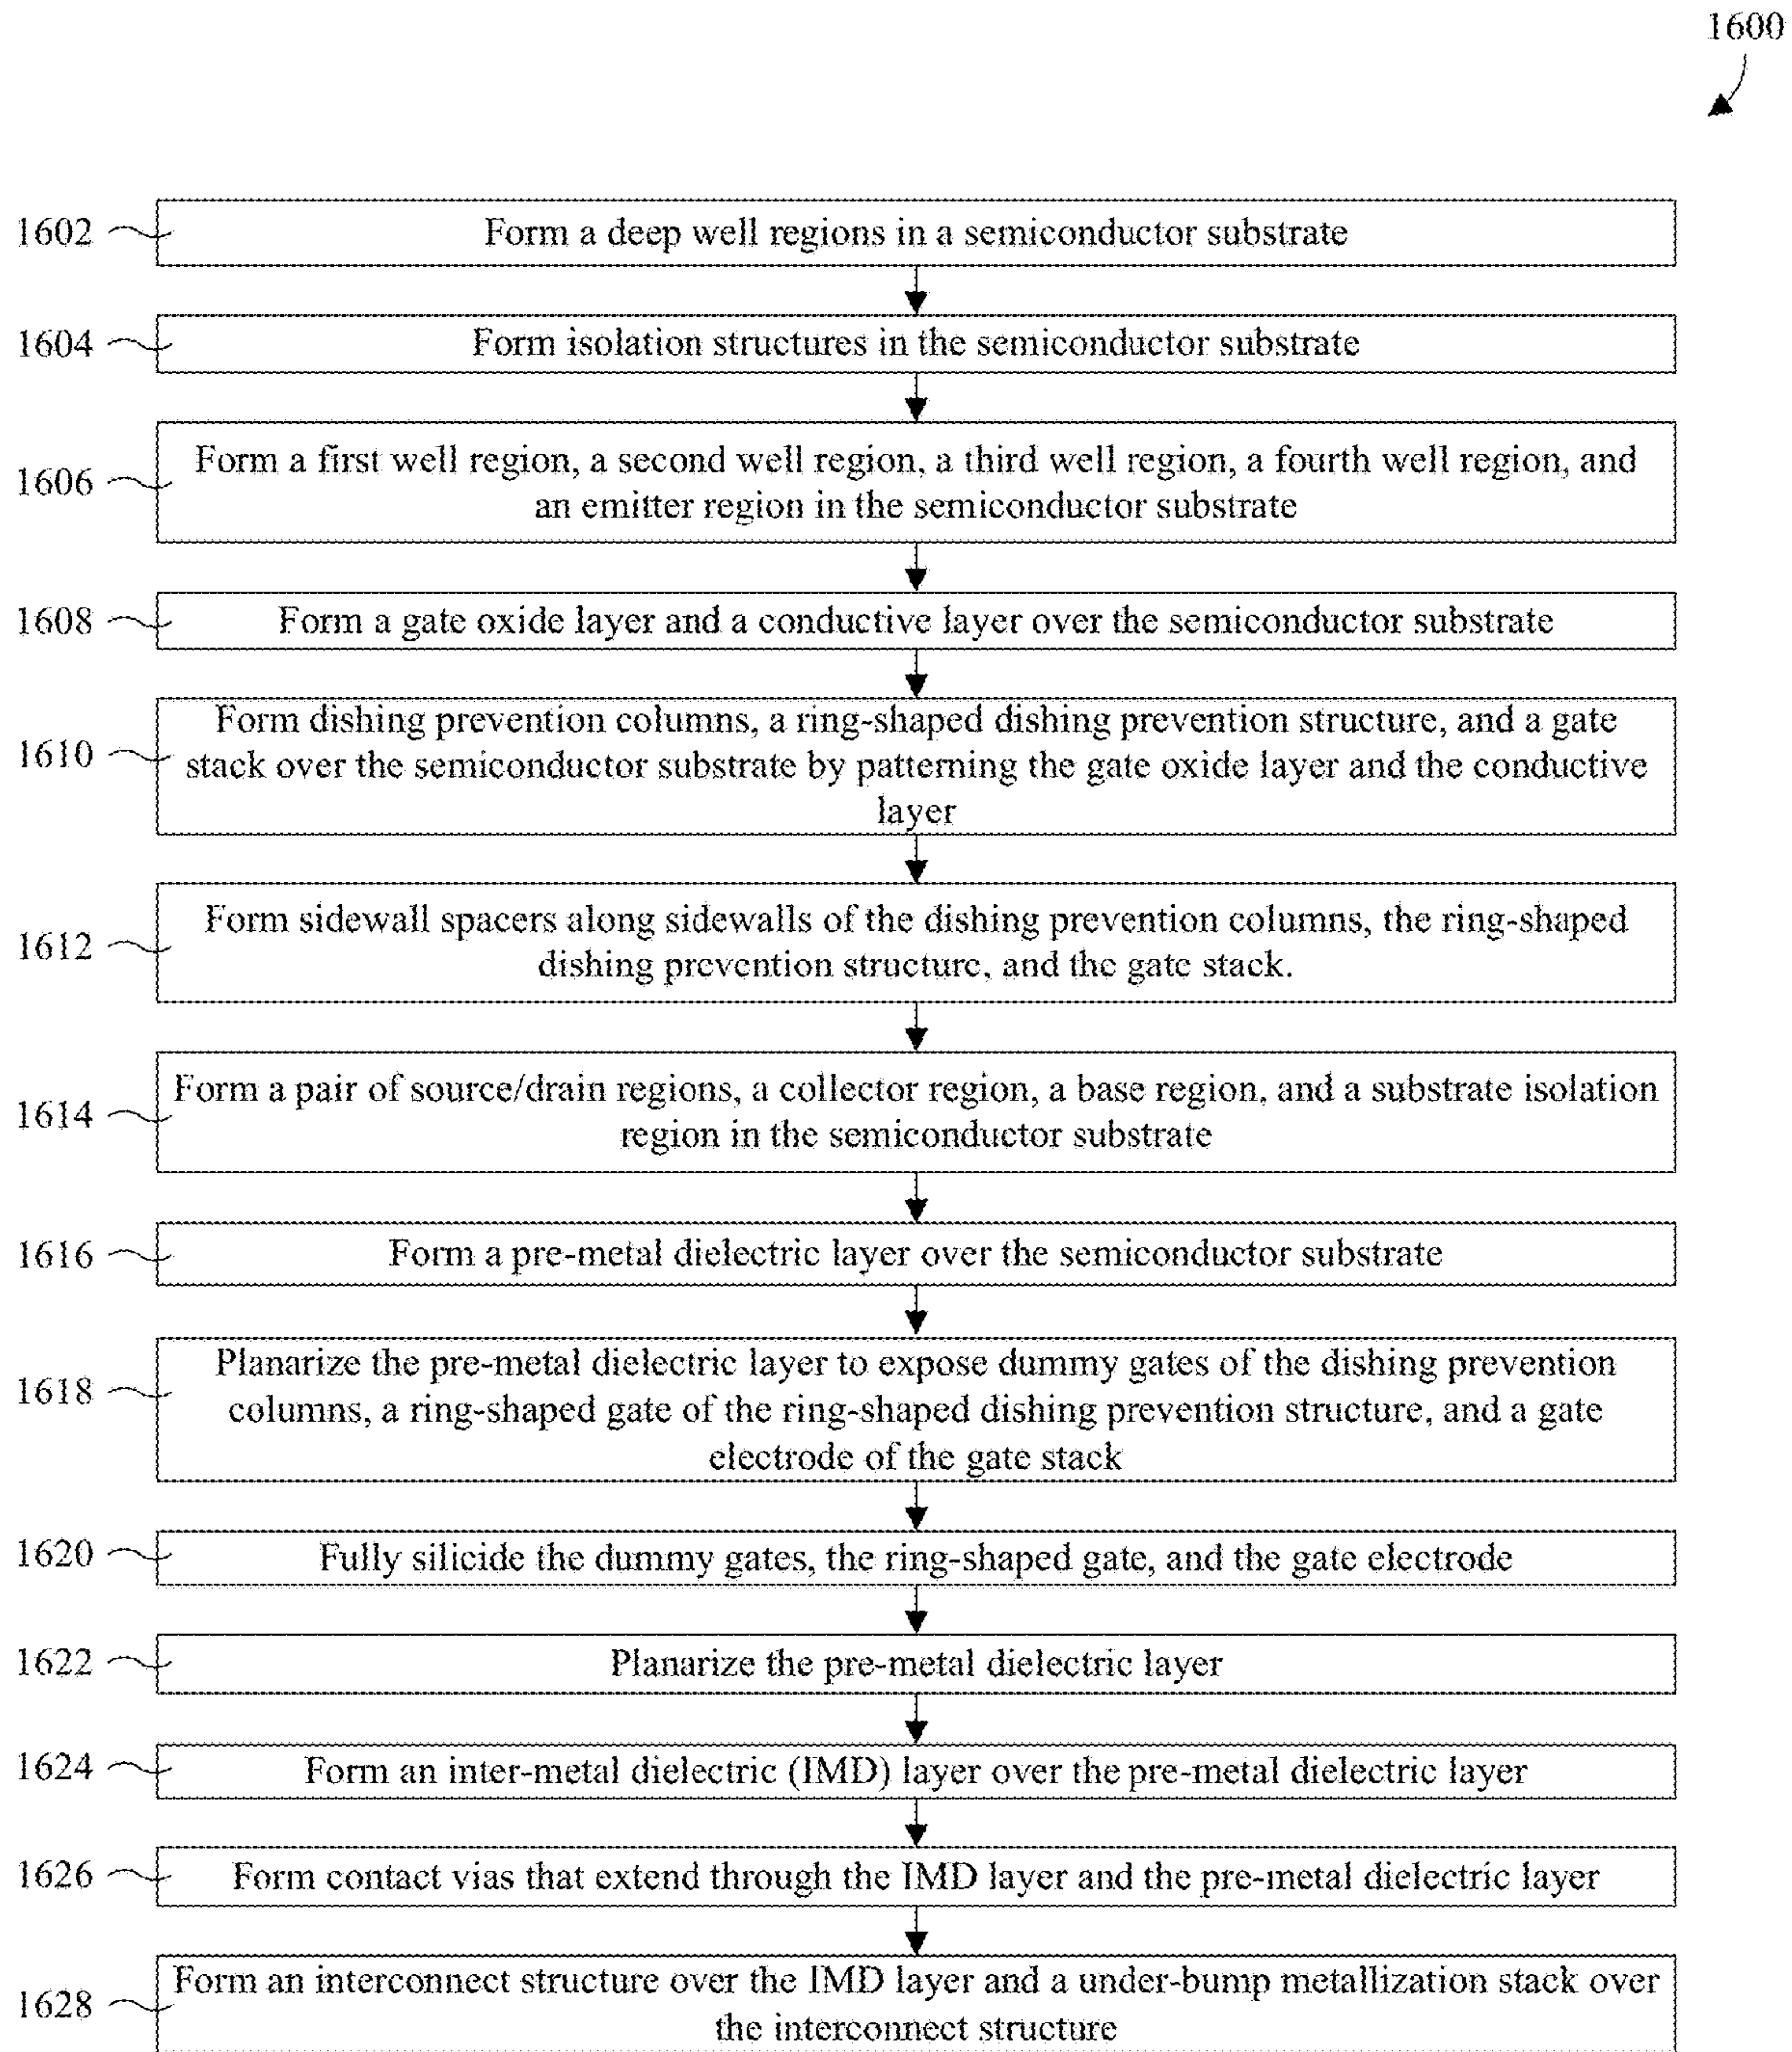 1600
1602
Form a deep well regions in a semiconductor substrate
1604
Form isolation structures in the semiconductor substrate
1606
Form a first well region, a second well region, a third well region, a fourth well region, and
an emitter region in the semiconductor substrate
1608
Form a gate oxide layer and a conductive layer over the semiconductor substrate
1610
Form dishing prevention columns, a ring-shaped dishing prevention structure, and a gate
stack over the semiconductor substrate by patterning the gate oxide layer and the conductive
layer
1612
Form sidewall spacers along sidewalls of the dishing prevention columns, the ring-shaped
dishing prevention structure, and the gate stack.
1614
Form a pair of source/drain regions, a collector region, a base region, and a substrate isolation
region in the semiconductor substrate
1616
Form a pre-metal dielectric layer over the semiconductor substrate
1618
Planarize the pre-metal dielectric layer to expose dummy gates of the dishing prevention
columns, a ring-shaped gate of the ring-shaped dishing prevention structure, and a gate
electrode of the gate stack
1620
Fully silicide the dummy gates, the ring-shaped gate, and the gate electrode
1622
Planarize the pre-metal dielectric layer
1624
Form an inter-metal dielectric (IMD) layer over the pre-metal dielectric layer
1626
Form contact vias that extend through the IMD layer and the pre-metal dielectric layer
1628
Form an interconnect structure over the IMD layer and a under-bump metallization stack over
the interconnect structure